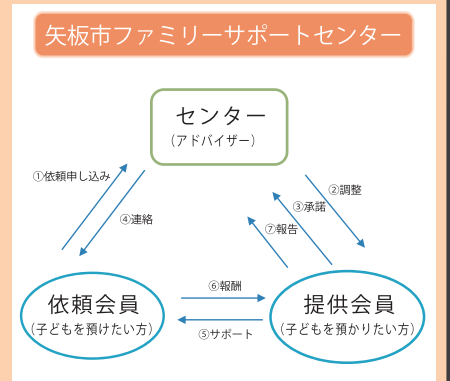 矢板市ファミリーサポートセンター
センター
（アドバイザー）
①依頼申し込み
②調整
③承諾
④連絡
⑦報告
⑥報酬
⑤サポート
依頼会員
（子どもを預けたい方）
提供会員
（子どもを預かりたい方）